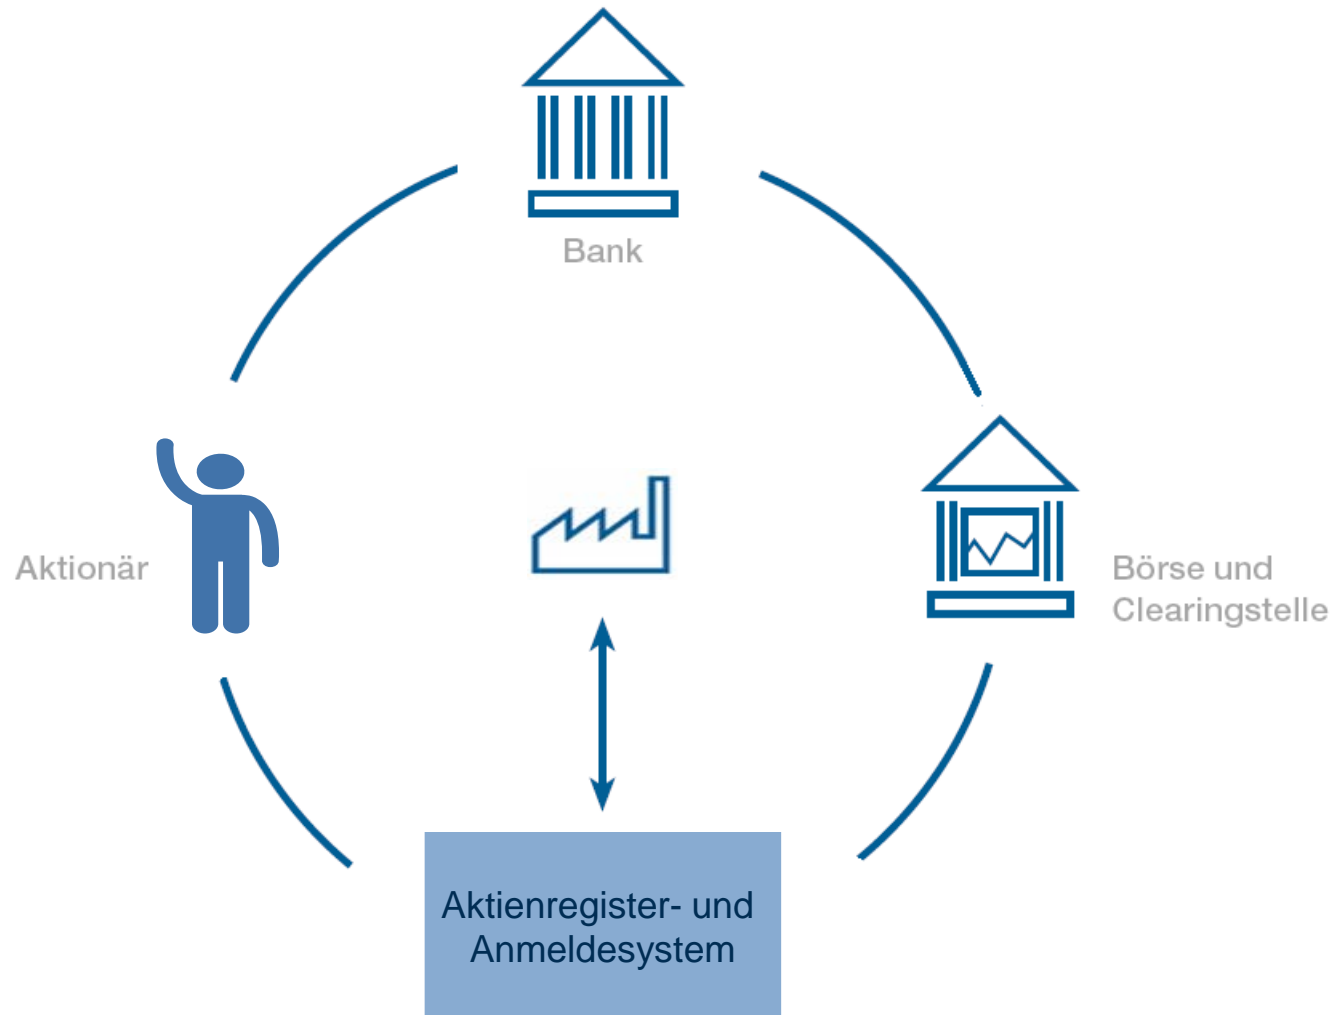 Bank
Aktionär
Börse und
Clearingstelle
Aktienregister- und
Anmeldesystem